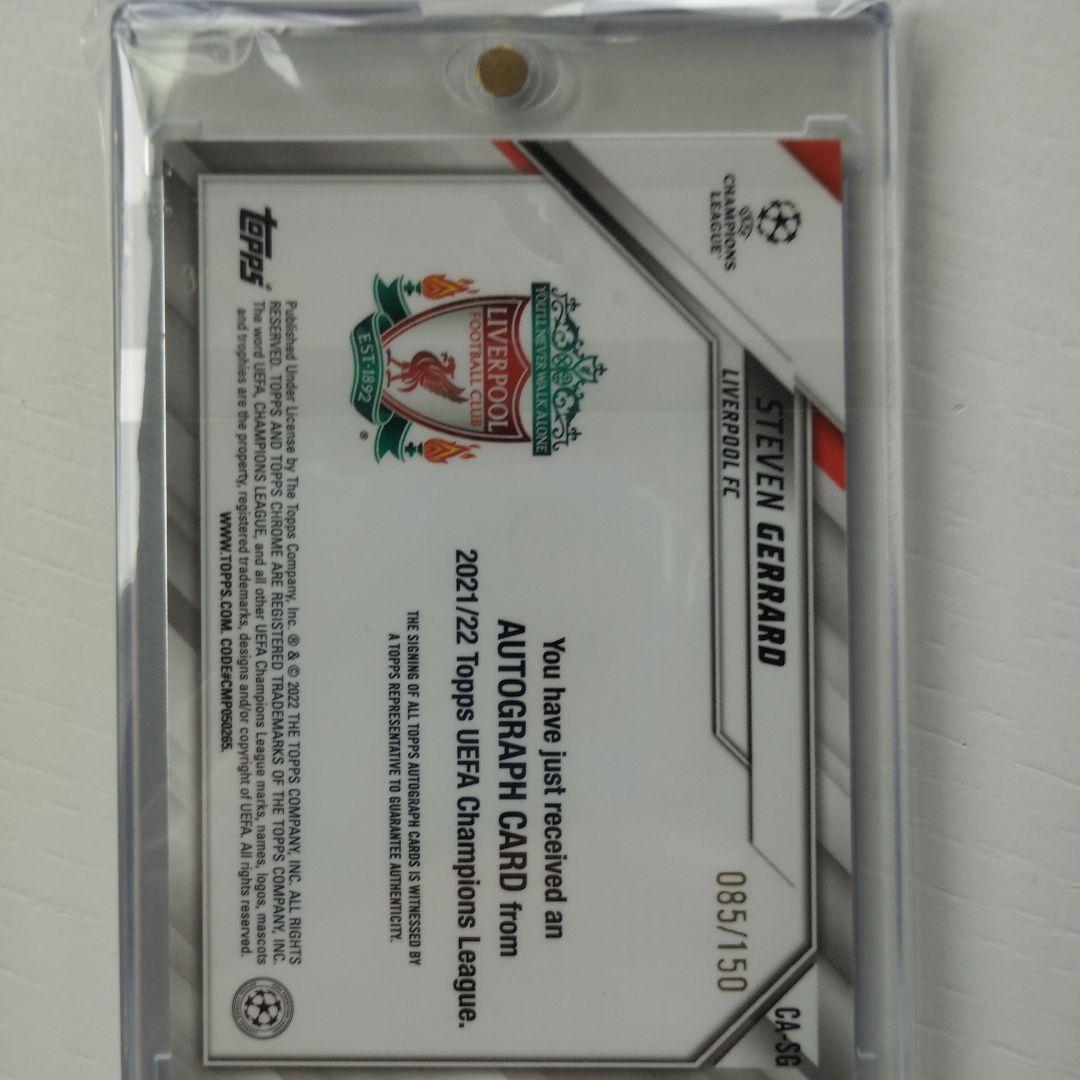 CHAMPIONS
LEAGUE
CA-SG
STEVEN GERRARD
LIVERPOOL FC
085/150
YOU'LL NEVER WALK ALONE
LIVERPOOL
FOOTBALL CLUB
EST·1892
®
You have just received an
AUTOGRAPH CARD from
2021/22 Topps UEFA Champions League.
THE SIGNING OF ALL TOPPS AUTOGRAPH CARDS IS WITNESSED BY
A TOPPS REPRESENTATIVE TO GUARANTEE AUTHENTICITY.
topps®
Published Under License by The Topps Company, Inc. ® & © 2022 THE TOPPS COMPANY, INC. ALL RIGHTS
RESERVED. TOPPS AND TOPPS CHROME ARE REGISTERED TRADEMARKS OF THE TOPPS COMPANY, INC.
The word UEFA, CHAMPIONS LEAGUE, and all other UEFA Champions League marks, names, logos, mascots
and trophies are the property, registered trademarks, designs and/or copyright of UEFA. All rights reserved.
WWW.TOPPS.COM. CODE#CMP050265.